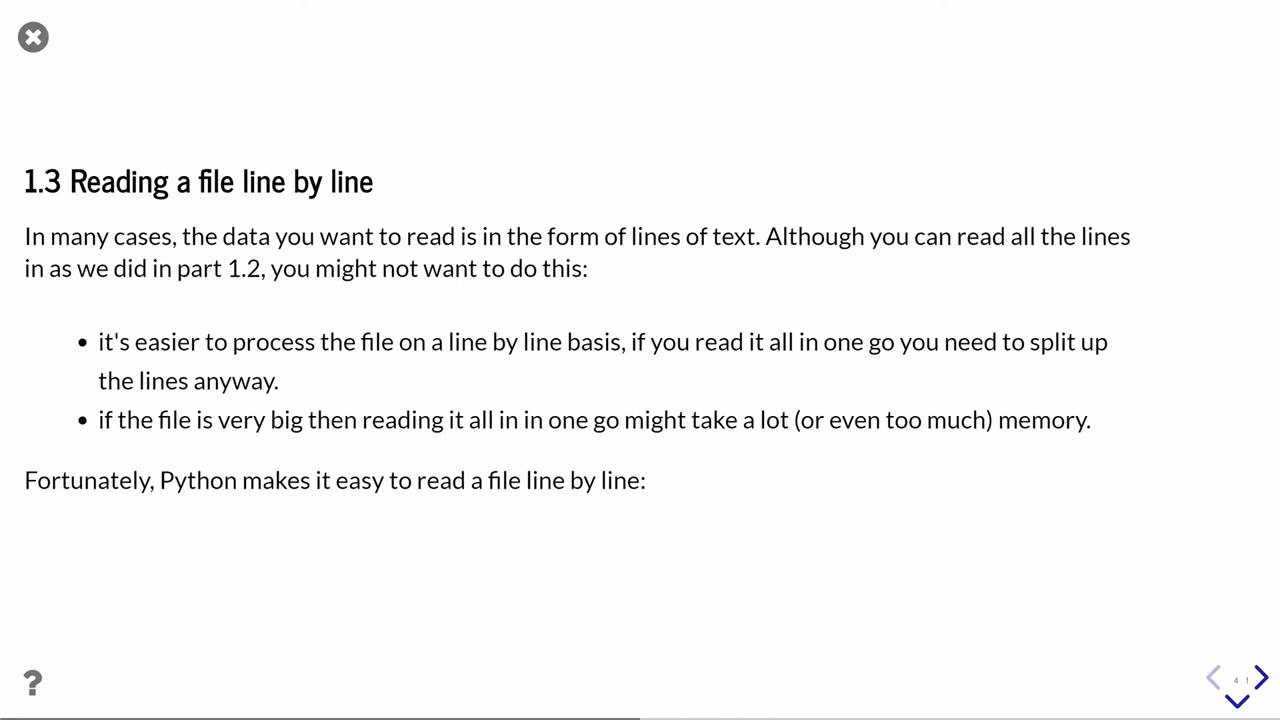 1.3 Reading a file line by line
In many cases, the data you want to read is in the form of lines of text. Although you can read all the lines
in as we did in part 1.2, you might not want to do this:
• it's easier to process the file on a line by line basis, if you read it all in one go you need to split up
the lines anyway.
• if the file is very big then reading it all in in one go might take a lot (or even too much) memory.
Fortunately, Python makes it easy to read a file line by line:
?
4.1